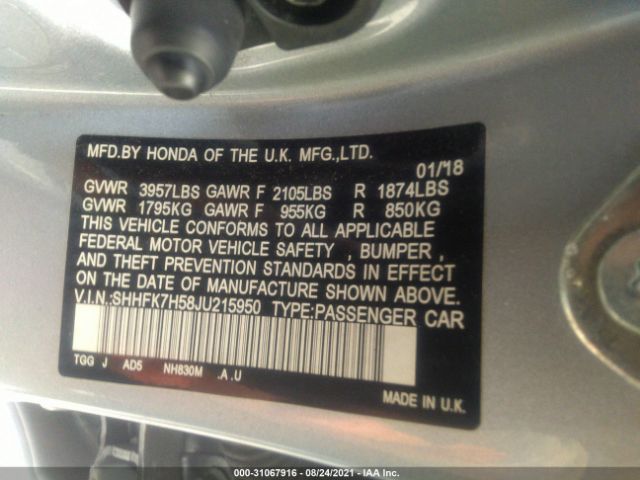 MFD.BY HONDA OF THE U.K. MFG.,LTD.
01/18
GVWR 3957LBS GAWR F 2105LBS R 1874LBS
GVWR 1795KG GAWR F 955KG R 850KG
THIS VEHICLE CONFORMS TO ALL APPLICABLE
FEDERAL MOTOR VEHICLE SAFETY , BUMPER ,
AND THEFT PREVENTION STANDARDS IN EFFECT
ON THE DATE OF MANUFACTURE SHOWN ABOVE.
V.I.N.:SHHFK7H58JU215950 TYPE:PASSENGER CAR
TGG J AD5 NH830M .A.U
MADE IN U.K.
000-31067916 - 08/24/2021 - IAA Inc.